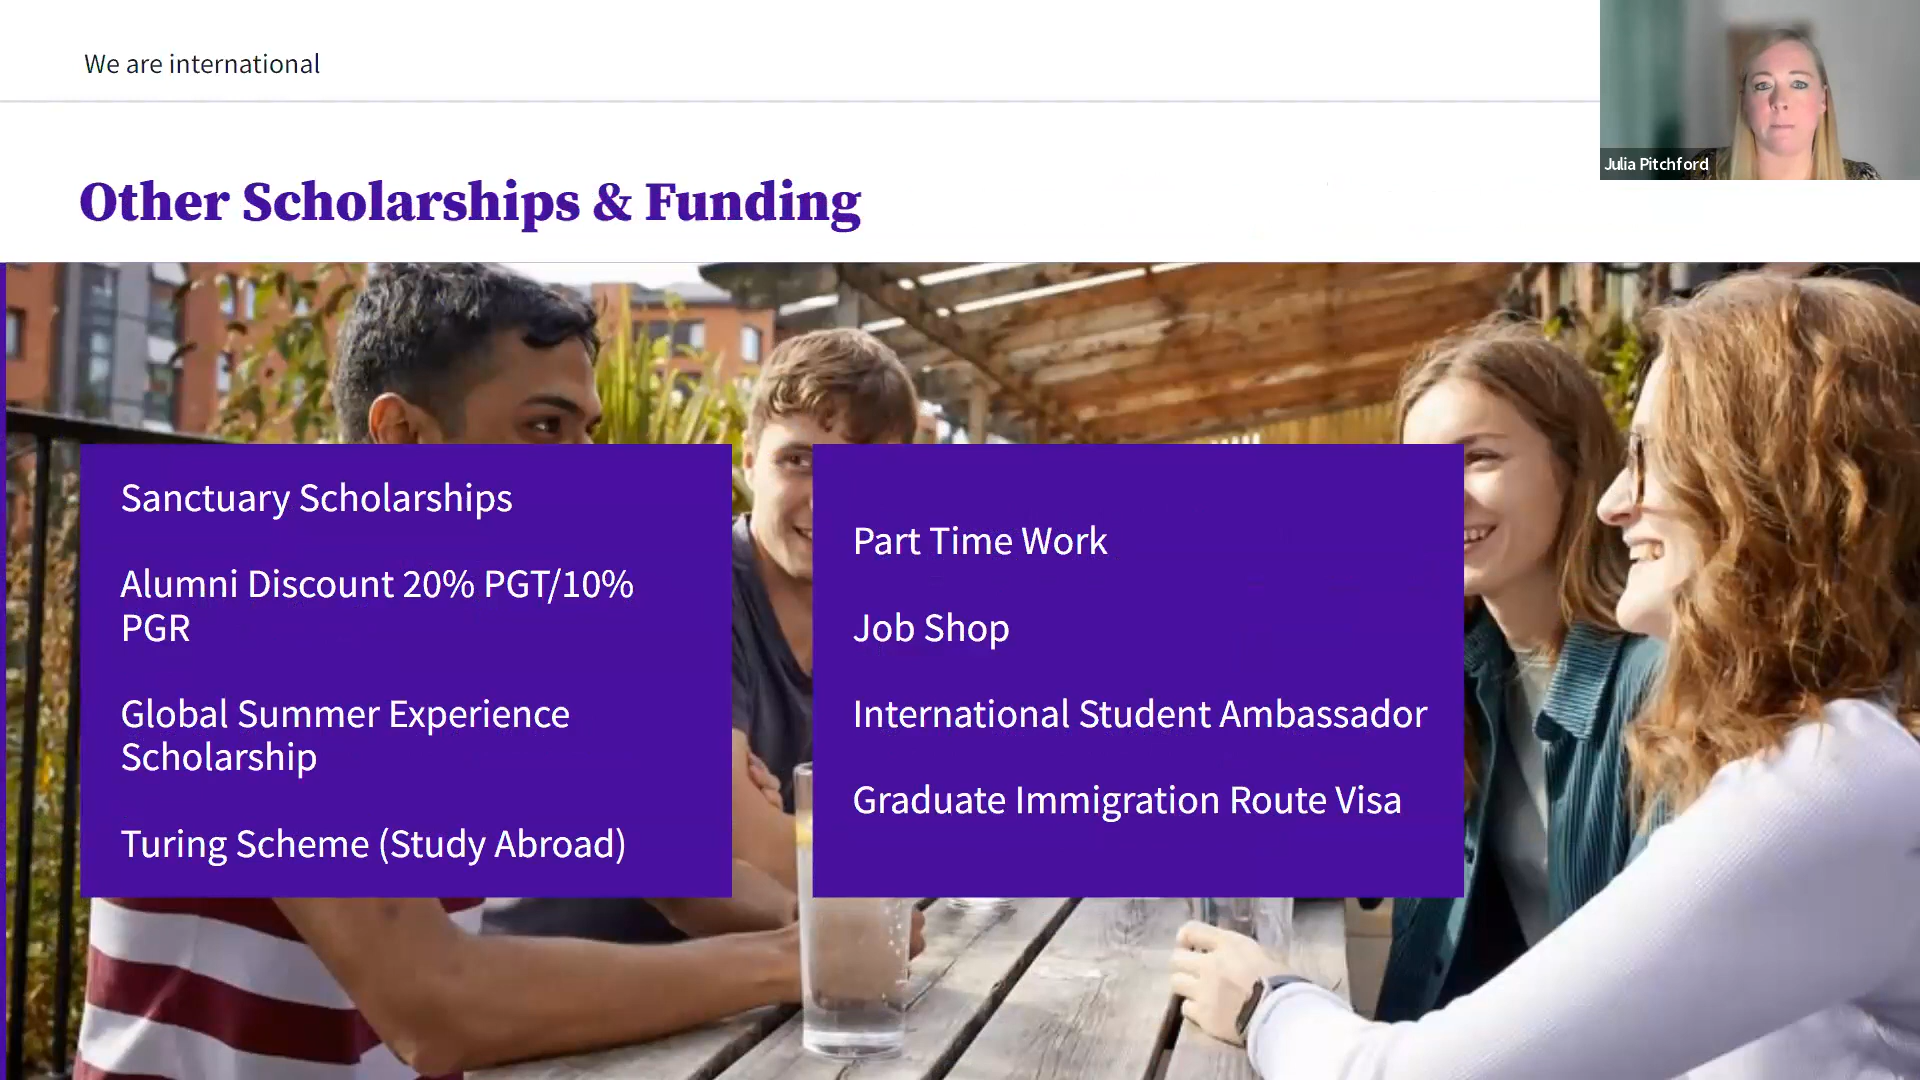 We are international
Julia Pitchford
Other Scholarships & Funding
Sanctuary Scholarships
Alumni Discount 20% PGT/10%
PGR
Global Summer Experience
Scholarship
Turing Scheme (Study Abroad)
Part Time Work
Job Shop
International Student Ambassador
Graduate Immigration Route Visa